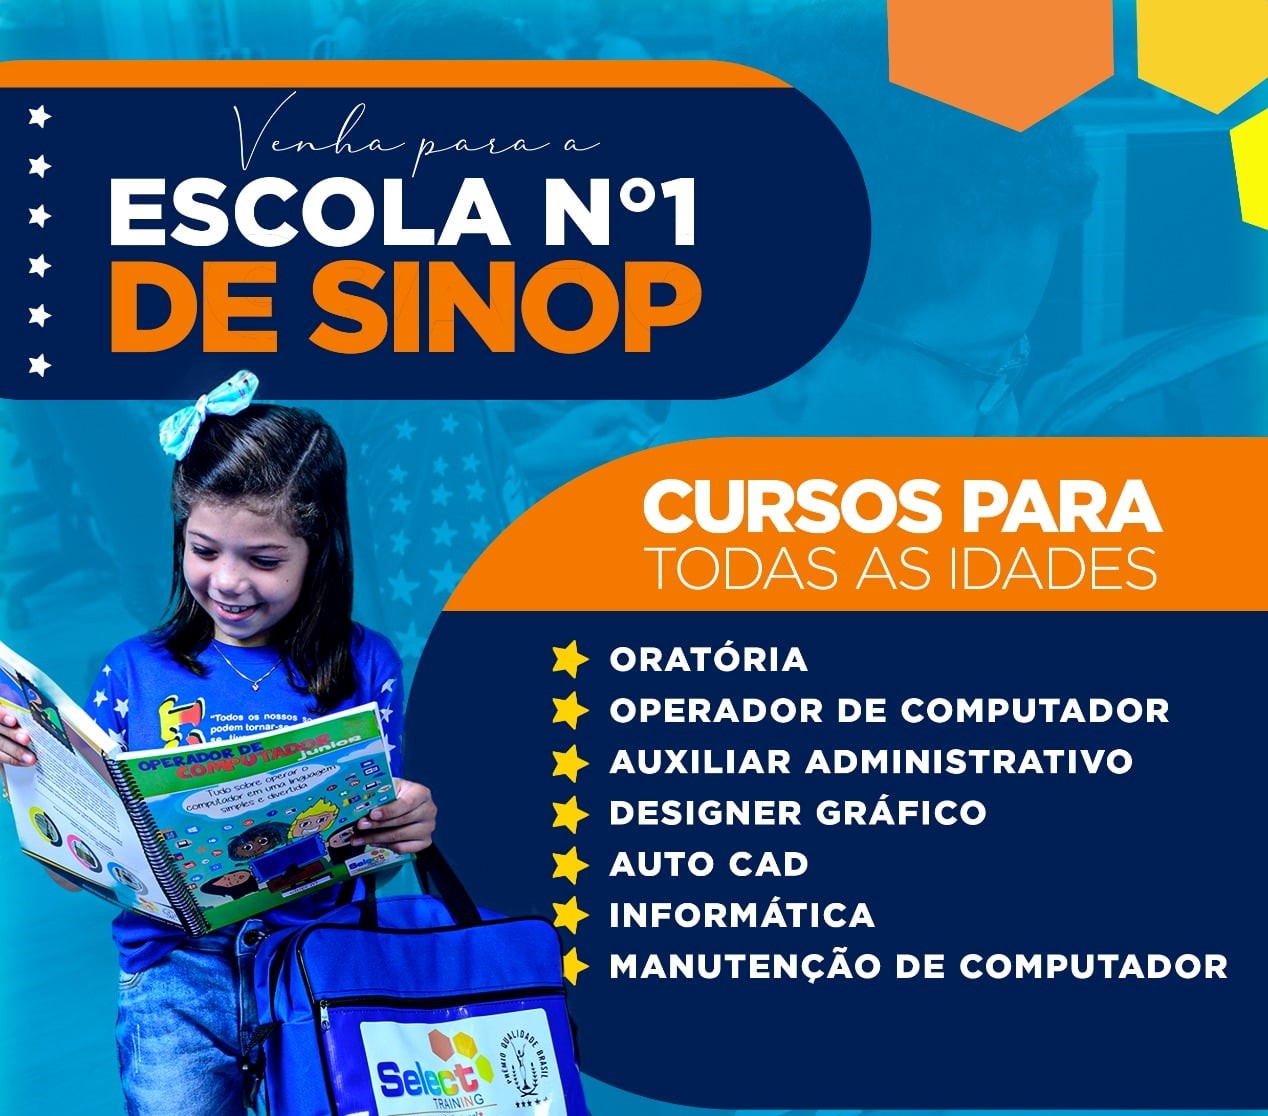 Venha para a
ESCOLA Nº1
DE SINOP
CURSOS PARA
TODAS AS IDADES
ORATÓRIA
OPERADOR DE COMPUTADOR
AUXILIAR ADMINISTRATIVO
DESIGNER GRÁFICO
AUTO CAD
INFORMÁTICA
MANUTENÇÃO DE COMPUTADOR
"Todos os nossos
podem tornar-se
OPERADOR DE
COMPUTADOR
Junior
Tudo sobre operar o
computador em uma linguagem
simples e divertida
Select
Select
TRAINING
PRÊMIO QUALIDADE BRASIL